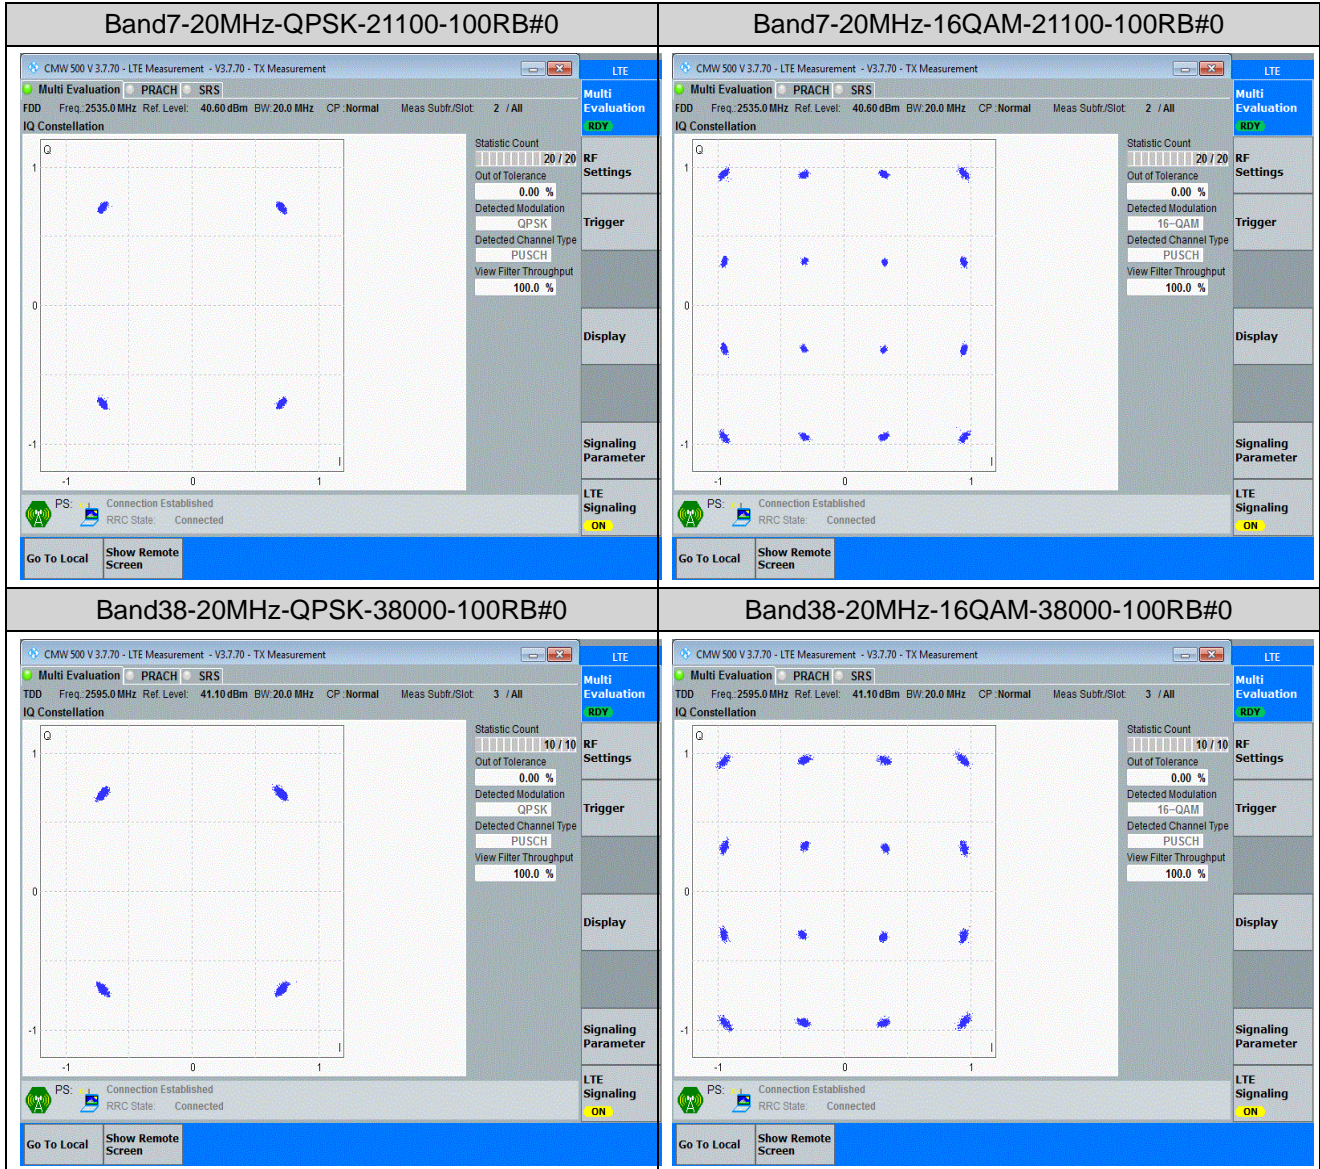 Band7-20MHz-QPSK-21100-100RB#0
CMW 500 V 3.7.70 - LTE Measurement - V3.7.70 - TX Measurement
LTE
Multi Evaluation PRACH SRS
Multi Evaluation
RDY
FDD Freq.:2535.0 MHz Ref. Level: 40.60 dBm BW:20.0 MHz CP :Normal Meas Subfr./Slot: 2 / All
IQ Constellation
Q
1
0
-1
-1 0 1
I
Statistic Count
20 / 20
Out of Tolerance
0.00 %
Detected Modulation
QPSK
Detected Channel Type
PUSCH
View Filter Throughput
100.0 %
RF Settings
Trigger
Display
Signaling Parameter
LTE Signaling
ON
PS: Connection Established
RRC State: Connected
Go To Local
Show Remote Screen
Band7-20MHz-16QAM-21100-100RB#0
CMW 500 V 3.7.70 - LTE Measurement - V3.7.70 - TX Measurement
LTE
Multi Evaluation PRACH SRS
Multi Evaluation
RDY
FDD Freq.:2535.0 MHz Ref. Level: 40.60 dBm BW:20.0 MHz CP :Normal Meas Subfr./Slot: 2 / All
IQ Constellation
Q
1
0
-1
-1 0 1
I
Statistic Count
20 / 20
Out of Tolerance
0.00 %
Detected Modulation
16-QAM
Detected Channel Type
PUSCH
View Filter Throughput
100.0 %
RF Settings
Trigger
Display
Signaling Parameter
LTE Signaling
ON
PS: Connection Established
RRC State: Connected
Go To Local
Show Remote Screen
Band38-20MHz-QPSK-38000-100RB#0
CMW 500 V 3.7.70 - LTE Measurement - V3.7.70 - TX Measurement
LTE
Multi Evaluation PRACH SRS
Multi Evaluation
RDY
TDD Freq.:2595.0 MHz Ref. Level: 41.10 dBm BW:20.0 MHz CP :Normal Meas Subfr./Slot: 3 / All
IQ Constellation
Q
1
0
-1
-1 0 1
I
Statistic Count
10 / 10
Out of Tolerance
0.00 %
Detected Modulation
QPSK
Detected Channel Type
PUSCH
View Filter Throughput
100.0 %
RF Settings
Trigger
Display
Signaling Parameter
LTE Signaling
ON
PS: Connection Established
RRC State: Connected
Go To Local
Show Remote Screen
Band38-20MHz-16QAM-38000-100RB#0
CMW 500 V 3.7.70 - LTE Measurement - V3.7.70 - TX Measurement
LTE
Multi Evaluation PRACH SRS
Multi Evaluation
RDY
TDD Freq.:2595.0 MHz Ref. Level: 41.10 dBm BW:20.0 MHz CP :Normal Meas Subfr./Slot: 3 / All
IQ Constellation
Q
1
0
-1
-1 0 1
I
Statistic Count
10 / 10
Out of Tolerance
0.00 %
Detected Modulation
16-QAM
Detected Channel Type
PUSCH
View Filter Throughput
100.0 %
RF Settings
Trigger
Display
Signaling Parameter
LTE Signaling
ON
PS: Connection Established
RRC State: Connected
Go To Local
Show Remote Screen